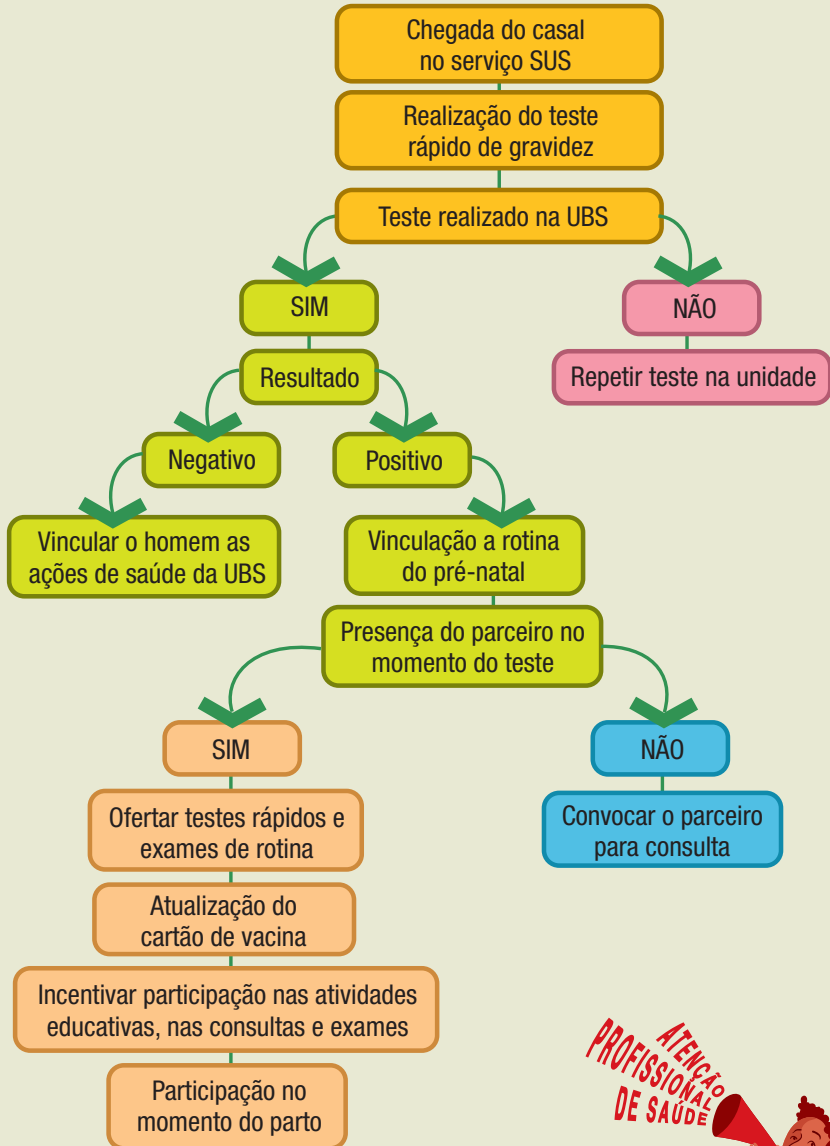 Chegada do casal
no serviço SUS
Realização do teste
rápido de gravidez
Teste realizado na UBS
SIM
NÃO
Resultado
Repetir teste na unidade
Negativo
Positivo
Vincular o homem as
ações de saúde da UBS
Vinculação a rotina
do pré-natal
Presença do parceiro no
momento do teste
SIM
NÃO
Ofertar testes rápidos e
exames de rotina
Convocar o parceiro
para consulta
Atualização do
cartão de vacina
Incentivar participação nas atividades
educativas, nas consultas e exames
Participação no
momento do parto
ATENÇÃO
PROFISSIONAL
DE SAÚDE